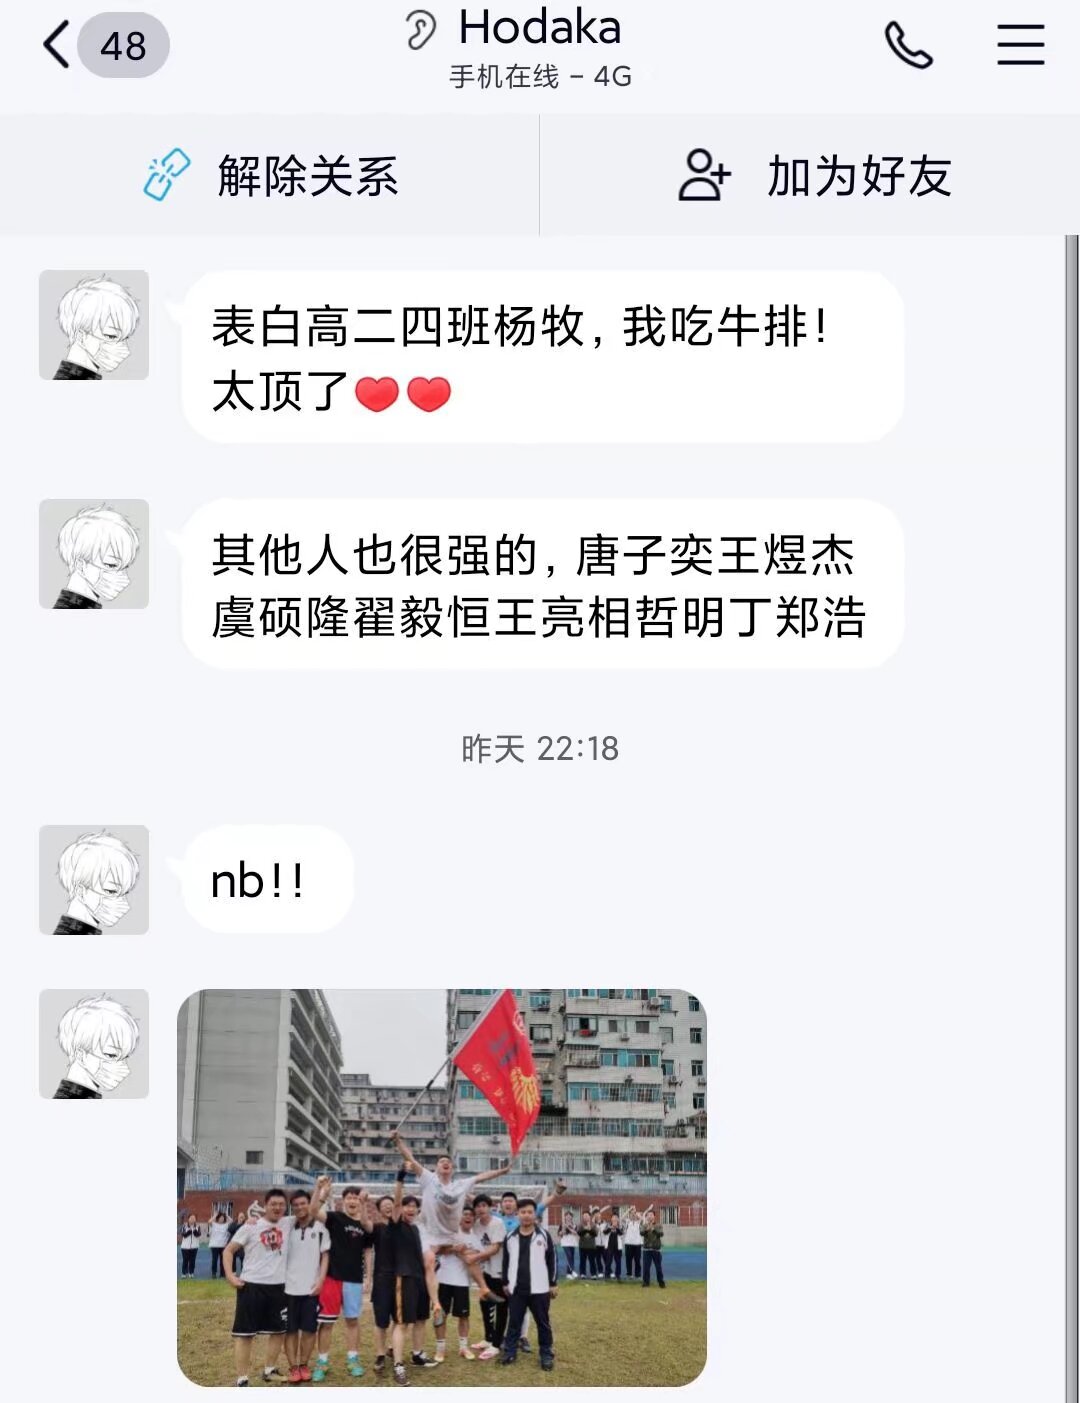 48
Hodaka
手机在线 - 4G
解除关系
加为好友
表白高二四班杨牧，我吃牛排！
太顶了
其他人也很强的，唐子奕王煜杰
虞硕隆翟毅恒王亮相哲明丁郑浩
昨天 22:18
nb!!